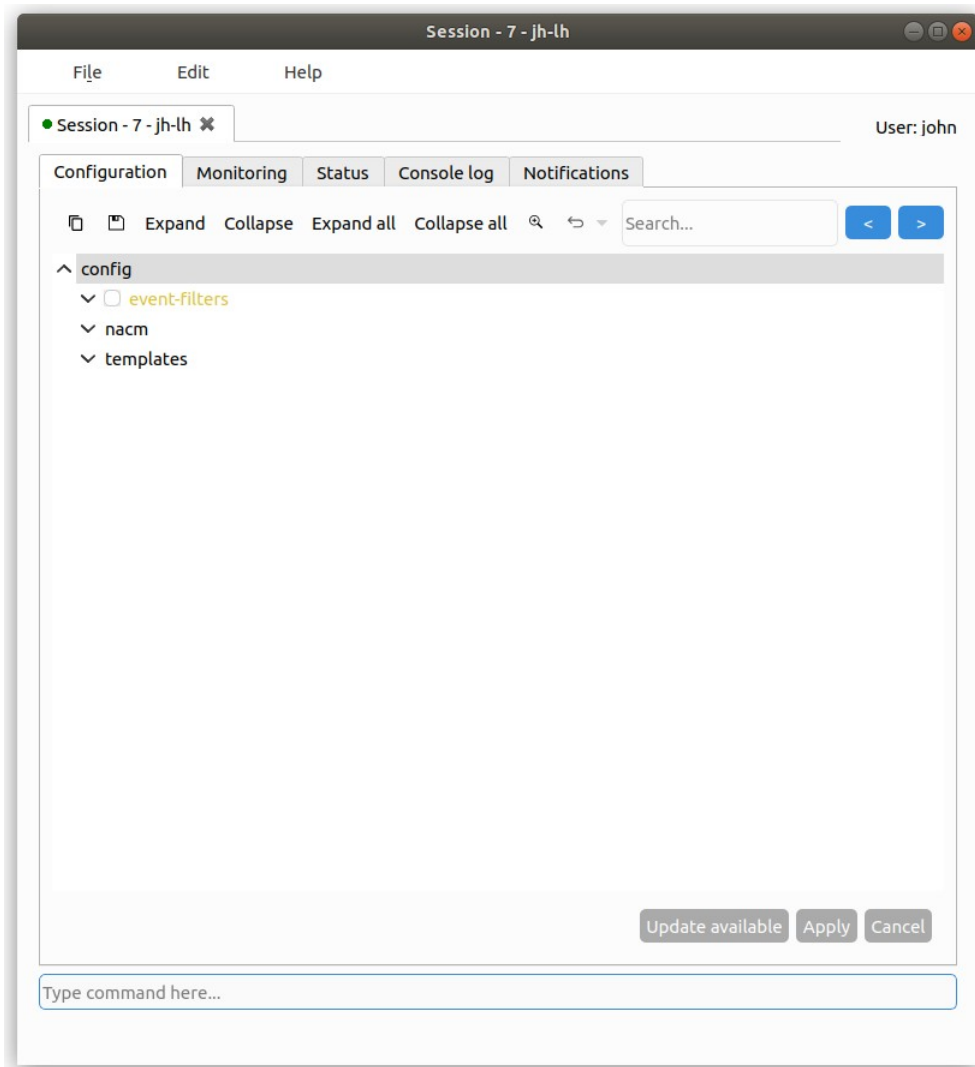 Session - 7 - jh-lh
File Edit Help
Session - 7 - jh-lh
User: john
Configuration Monitoring Status Console log Notifications
Expand Collapse Expand all Collapse all Search... < >
config
event-filters
nacm
templates
Update available Apply Cancel
Type command here...